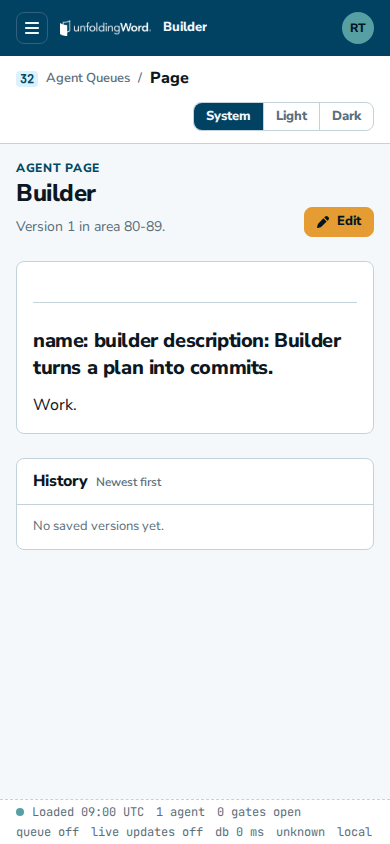 unfoldingWord. Builder RT
32 Agent Queues / Page
System Light Dark
AGENT PAGE
Builder
Version 1 in area 80-89.
Edit
name: builder description: Builder
turns a plan into commits.
Work.
History Newest first
No saved versions yet.
Loaded 09:00 UTC 1 agent 0 gates open
queue off live updates off db 0 ms unknown local